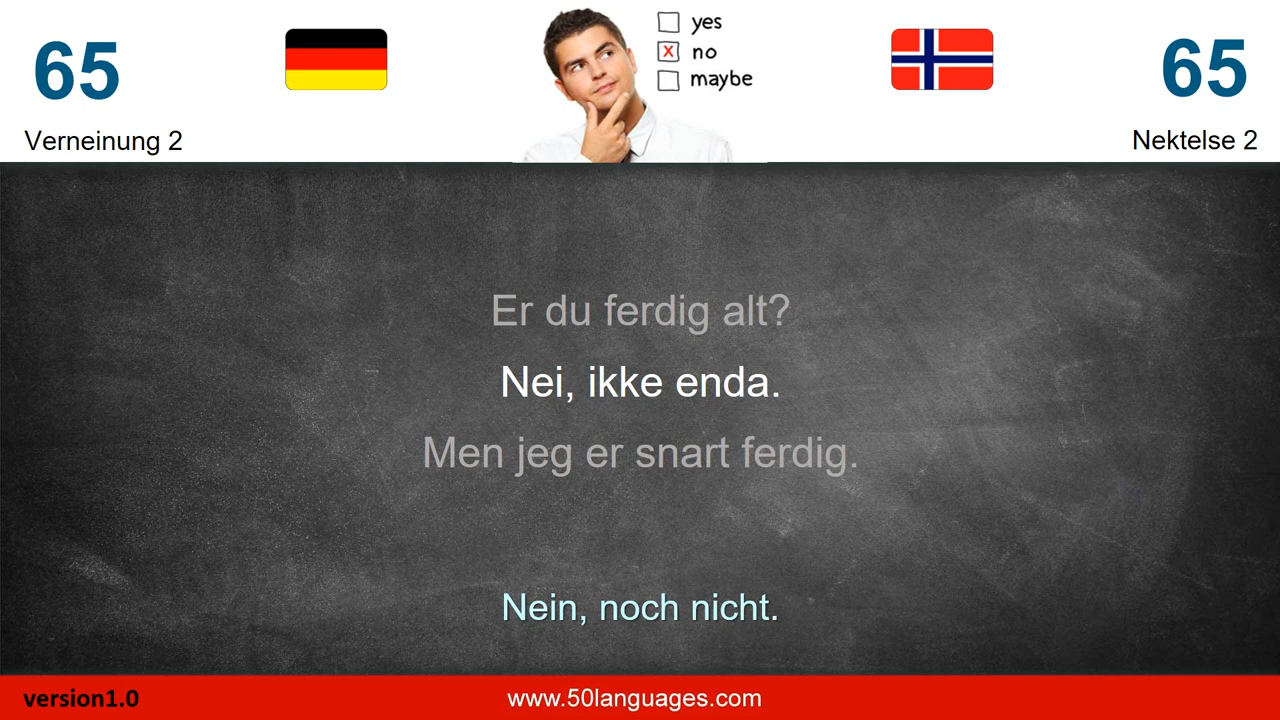 65
65
yes
x no
maybe
Verneinung 2
Nektelse 2
Er du ferdig alt?
Nei, ikke enda.
Men jeg er snart ferdig.
Nein, noch nicht.
version1.0
www.50languages.com